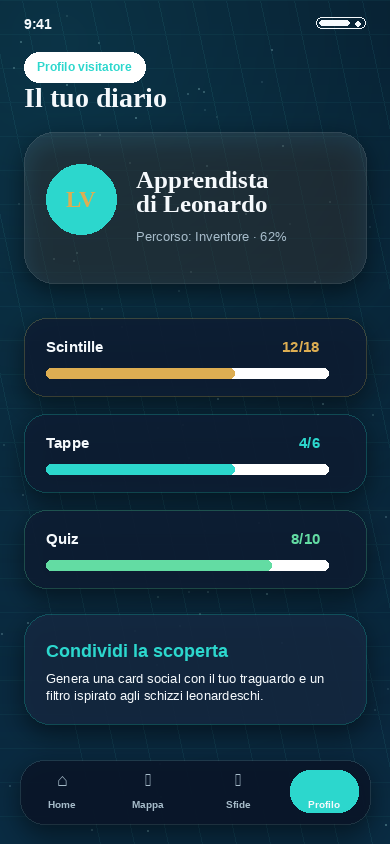 9:41
Profilo visitatore
Il tuo diario
LV
Apprendista
di Leonardo
Percorso: Inventore · 62%
Scintille
12/18
Tappe
4/6
Quiz
8/10
Condividi la scoperta
Genera una card social con il tuo traguardo e un
filtro ispirato agli schizzi leonardeschi.
Home
Mappa
Sfide
Profilo